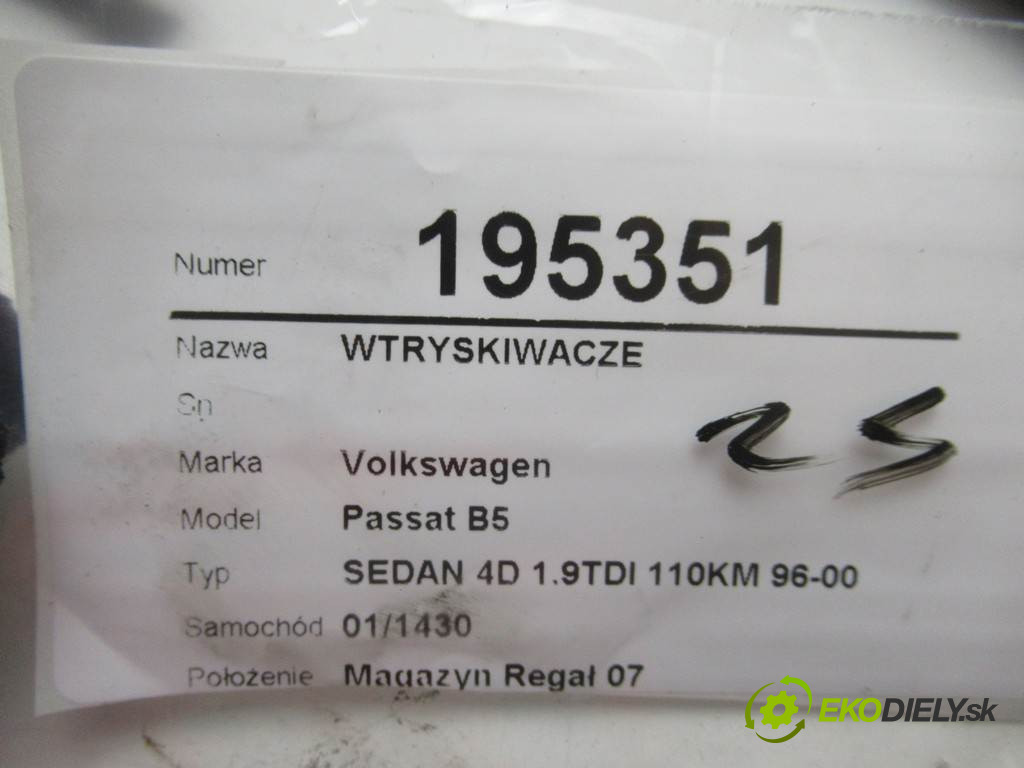 Numer 195351
Nazwa WTRYSKIWACZE
Sn
25
Marka Volkswagen
Model Passat B5
Typ SEDAN 4D 1.9TDI 110KM 96-00
Samochód 01/1430
Położenie Magazyn Regał 07
EKODIELY.sk